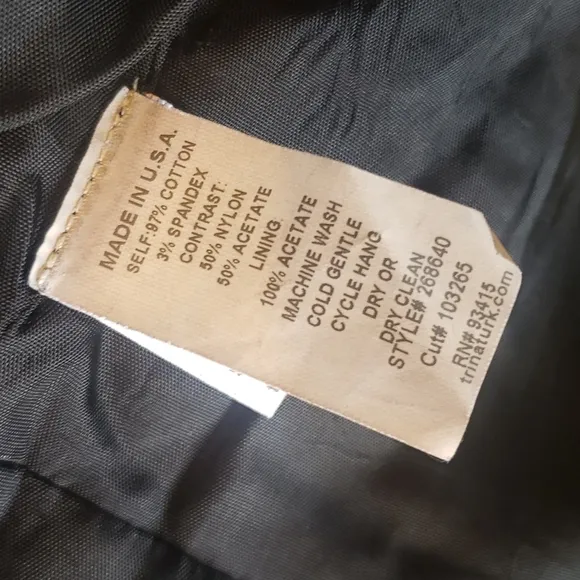 MADE IN U.S.A.
SELF: 97% COTTON
3% SPANDEX
CONTRAST:
50% NYLON
50% ACETATE
LINING:
100% ACETATE
MACHINE WASH
COLD GENTLE
CYCLE HANG
DRY OR
DRY CLEAN
STYLE# 268640
Cut# 103265
RN# 93415
trinaturk.com